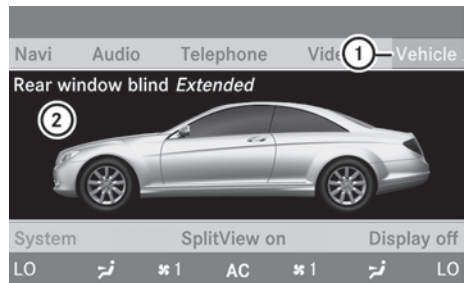 Navi Audio Telephone Vide 1 Vehicle
Rear window blind Extended
2
System SplitView on Display off
LO 1 AC 1 LO